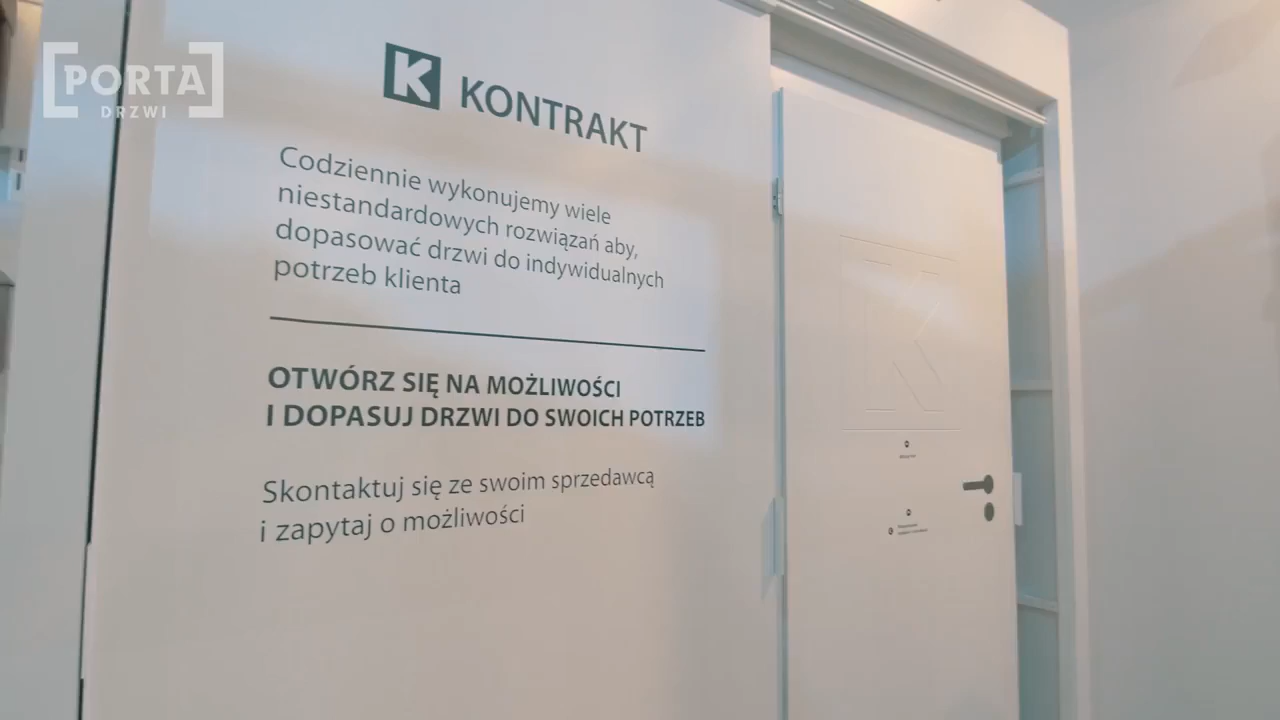 PORTA
DRZWI
K KONTRAKT
Codziennie wykonujemy wiele
niestandardowych rozwiązań aby,
dopasować drzwi do indywidualnych
potrzeb klienta
OTWÓRZ SIĘ NA MOŻLIWOŚCI
I DOPASUJ DRZWI DO SWOICH POTRZEB
Skontaktuj się ze swoim sprzedawcą
i zapytaj o możliwości